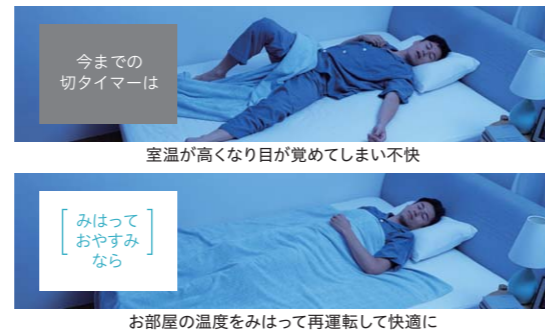 今までの
切タイマーは
室温が高くなり目が覚めてしまい不快
みはって
おやすみ
なら
お部屋の温度をみはって再運転して快適に